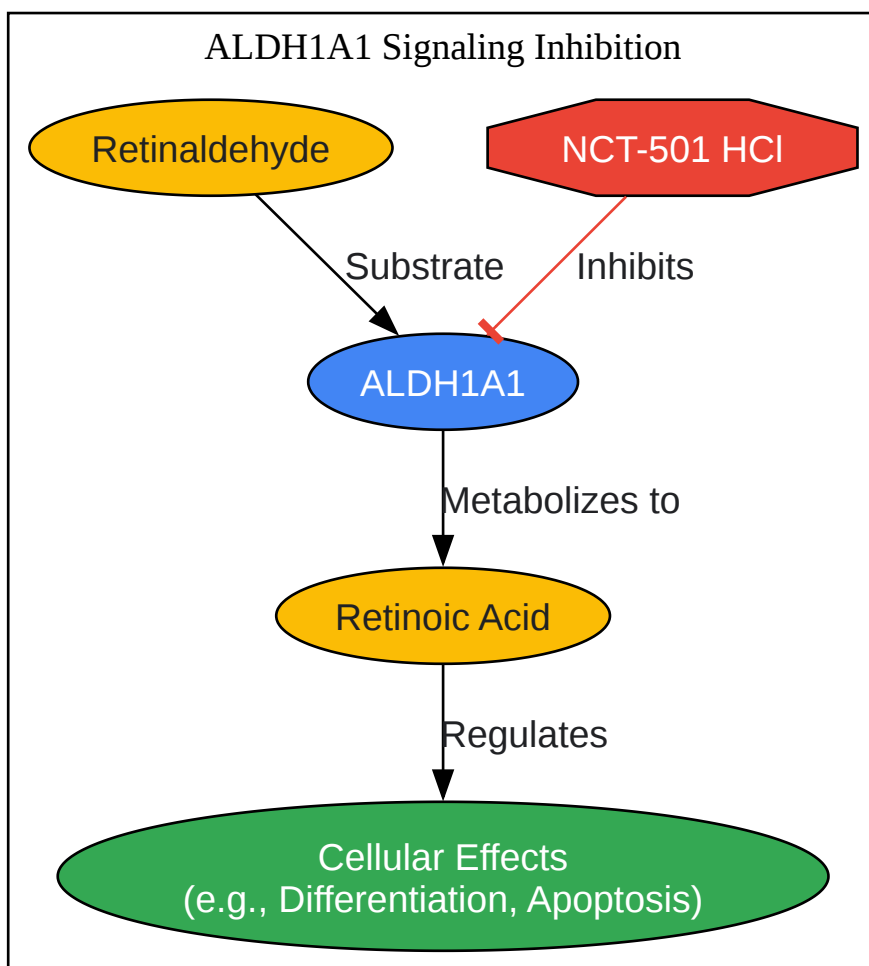 ALDH1A1 Signaling Inhibition
Retinaldehyde
NCT-501 HCl
Substrate
Inhibits
ALDH1A1
Metabolizes to
Retinoic Acid
Regulates
Cellular Effects
(e.g., Differentiation, Apoptosis)